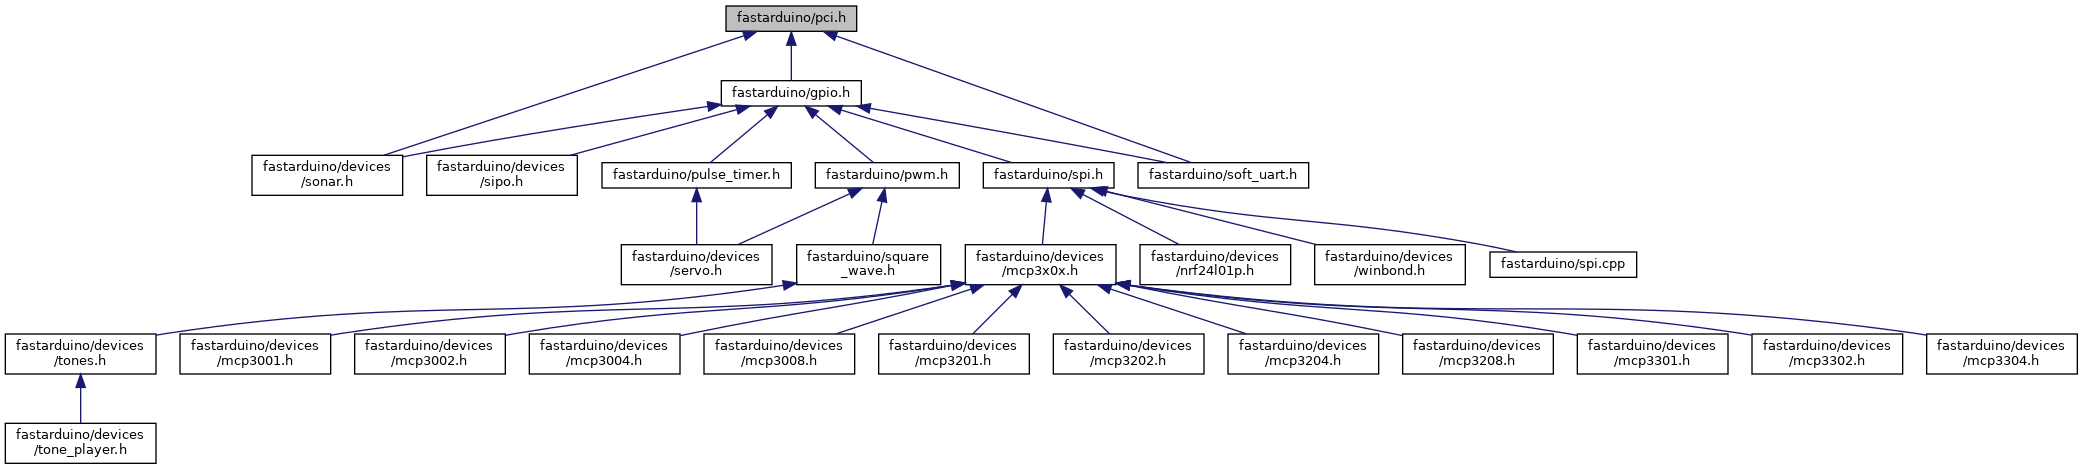 fastarduino/pci.h
fastarduino/gpio.h
fastarduino/devices
/sonar.h
fastarduino/devices
/sipo.h
fastarduino/pulse_timer.h
fastarduino/pwm.h
fastarduino/spi.h
fastarduino/soft_uart.h
fastarduino/devices
/servo.h
fastarduino/square
_wave.h
fastarduino/devices
/mcp3x0x.h
fastarduino/devices
/nrf24l01p.h
fastarduino/devices
/winbond.h
fastarduino/spi.cpp
fastarduino/devices
/tones.h
fastarduino/devices
/mcp3001.h
fastarduino/devices
/mcp3002.h
fastarduino/devices
/mcp3004.h
fastarduino/devices
/mcp3008.h
fastarduino/devices
/mcp3201.h
fastarduino/devices
/mcp3202.h
fastarduino/devices
/mcp3204.h
fastarduino/devices
/mcp3208.h
fastarduino/devices
/mcp3301.h
fastarduino/devices
/mcp3302.h
fastarduino/devices
/mcp3304.h
fastarduino/devices
/tone_player.h